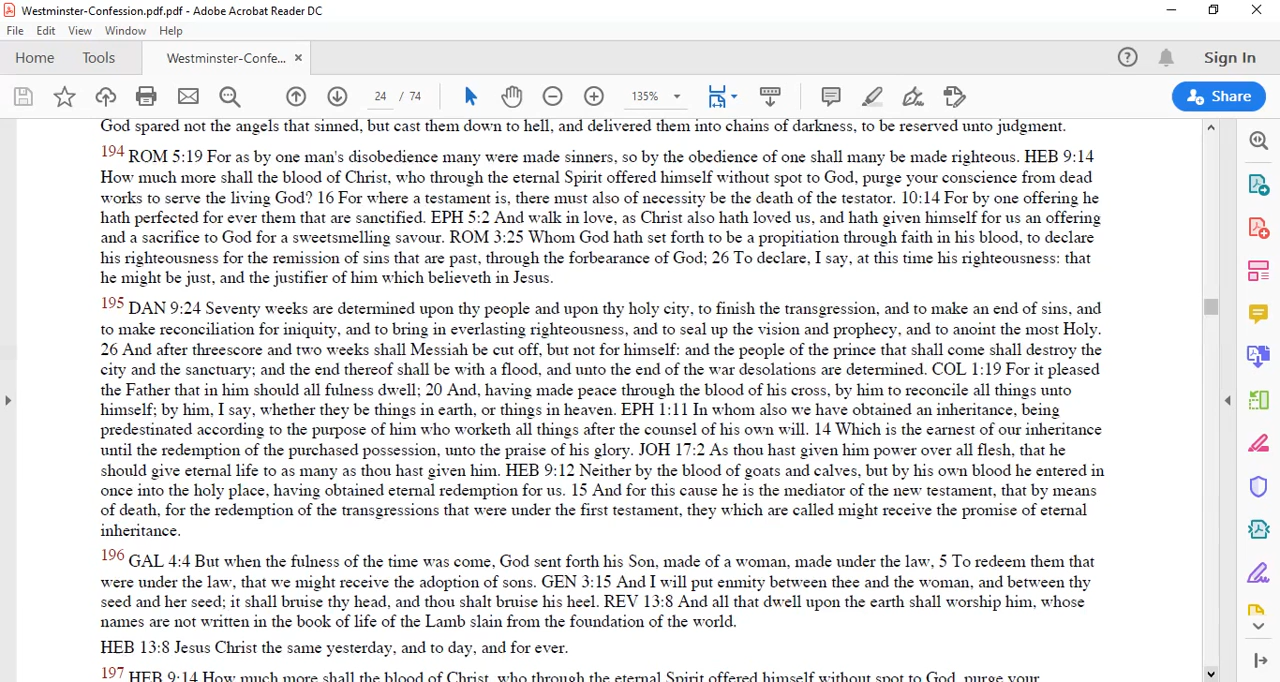 Westminster-Confession.pdf.pdf - Adobe Acrobat Reader DC
File Edit View Window Help
Home Tools Westminster-Confe... × Sign In
24 / 74 135% Share
God spared not the angels that sinned, but cast them down to hell, and delivered them into chains of darkness, to be reserved unto judgment.
194 ROM 5:19 For as by one man's disobedience many were made sinners, so by the obedience of one shall many be made righteous. HEB 9:14
How much more shall the blood of Christ, who through the eternal Spirit offered himself without spot to God, purge your conscience from dead
works to serve the living God? 16 For where a testament is, there must also of necessity be the death of the testator. 10:14 For by one offering he
hath perfected for ever them that are sanctified. EPH 5:2 And walk in love, as Christ also hath loved us, and hath given himself for us an offering
and a sacrifice to God for a sweetsmelling savour. ROM 3:25 Whom God hath set forth to be a propitiation through faith in his blood, to declare
his righteousness for the remission of sins that are past, through the forbearance of God; 26 To declare, I say, at this time his righteousness: that
he might be just, and the justifier of him which believeth in Jesus.
195 DAN 9:24 Seventy weeks are determined upon thy people and upon thy holy city, to finish the transgression, and to make an end of sins, and
to make reconciliation for iniquity, and to bring in everlasting righteousness, and to seal up the vision and prophecy, and to anoint the most Holy.
26 And after threescore and two weeks shall Messiah be cut off, but not for himself: and the people of the prince that shall come shall destroy the
city and the sanctuary; and the end thereof shall be with a flood, and unto the end of the war desolations are determined. COL 1:19 For it pleased
the Father that in him should all fulness dwell; 20 And, having made peace through the blood of his cross, by him to reconcile all things unto
himself; by him, I say, whether they be things in earth, or things in heaven. EPH 1:11 In whom also we have obtained an inheritance, being
predestinated according to the purpose of him who worketh all things after the counsel of his own will. 14 Which is the earnest of our inheritance
until the redemption of the purchased possession, unto the praise of his glory. JOH 17:2 As thou hast given him power over all flesh, that he
should give eternal life to as many as thou hast given him. HEB 9:12 Neither by the blood of goats and calves, but by his own blood he entered in
once into the holy place, having obtained eternal redemption for us. 15 And for this cause he is the mediator of the new testament, that by means
of death, for the redemption of the transgressions that were under the first testament, they which are called might receive the promise of eternal
inheritance.
196 GAL 4:4 But when the fulness of the time was come, God sent forth his Son, made of a woman, made under the law, 5 To redeem them that
were under the law, that we might receive the adoption of sons. GEN 3:15 And I will put enmity between thee and the woman, and between thy
seed and her seed; it shall bruise thy head, and thou shalt bruise his heel. REV 13:8 And all that dwell upon the earth shall worship him, whose
names are not written in the book of life of the Lamb slain from the foundation of the world.
HEB 13:8 Jesus Christ the same yesterday, and to day, and for ever.
197 HEB 9:14 How much more shall the blood of Christ, who through the eternal Spirit offered himself without spot to God, purge your